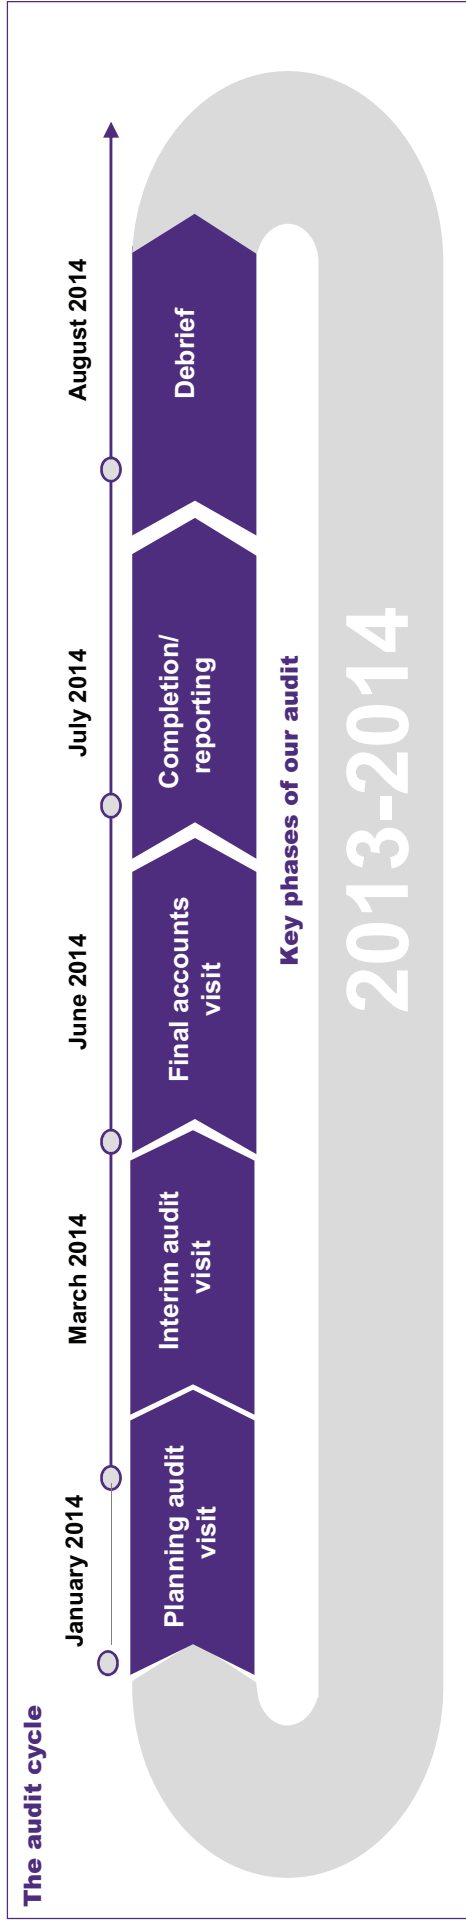 The audit cycle
January 2014
March 2014
June 2014
July 2014
August 2014
Planning audit
visit
Interim audit
visit
Final accounts
visit
Completion/
reporting
Debrief
Key phases of our audit
2013-2014